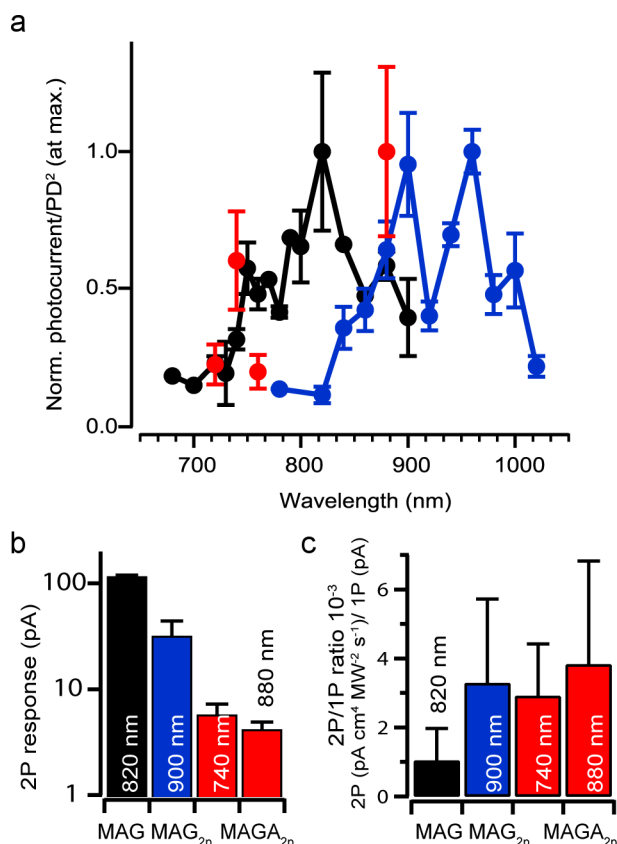 a
Norm. photocurrent/PD² (at max.)
1.0
0.5
0.0
700
800
900
1000
Wavelength (nm)
b
2P response (pA)
100
10
1
820 nm
900 nm
740 nm
880 nm
MAG
MAG₂ₚ
MAGA₂ₚ
c
2P/1P ratio 10⁻³
2P (pA cm⁴ MW⁻² s⁻¹)/ 1P (pA)
6
4
2
0
820 nm
900 nm
740 nm
880 nm
MAG
MAG₂ₚ
MAGA₂ₚ